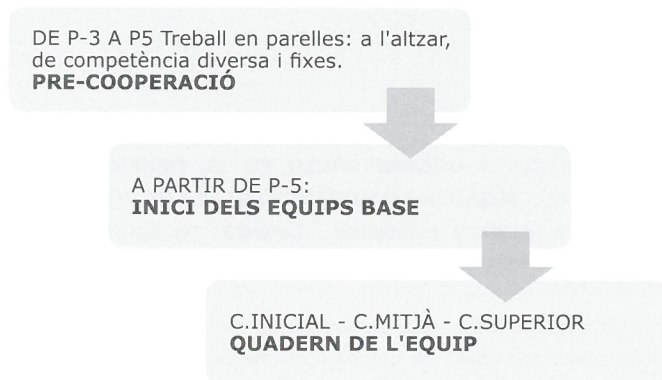 DE P-3 A P5 Treball en parelles: a l'altzar,
de competència diversa i fixes.
PRE-COOPERACIÓ
A PARTIR DE P-5:
INICI DELS EQUIPS BASE
C.INICIAL - C.MITJÀ - C.SUPERIOR
QUADERN DE L'EQUIP